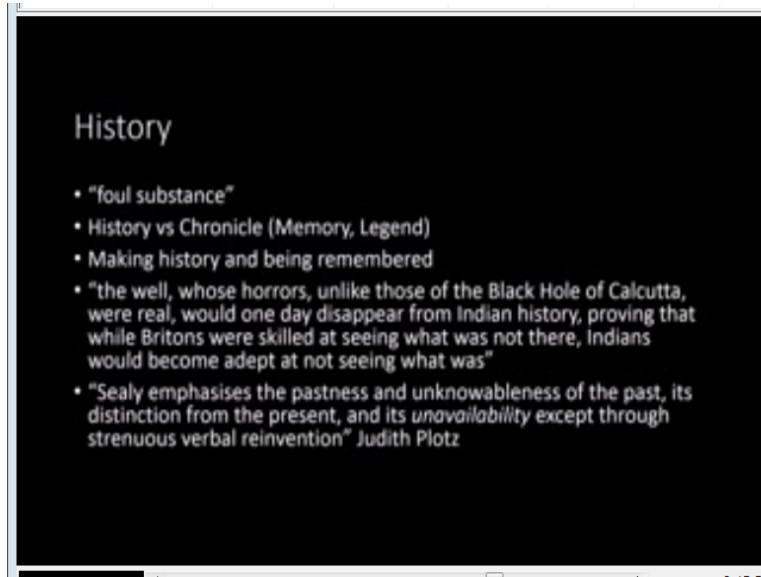 History
• “foul substance”
• History vs Chronicle (Memory, Legend)
• Making history and being remembered
• “the well, whose horrors, unlike those of the Black Hole of Calcutta,
were real, would one day disappear from Indian history, proving that
while Britons were skilled at seeing what was not there, Indians
would become adept at not seeing what was”
• “Sealy emphasises the pastness and unknowableness of the past, its
distinction from the present, and its unavailability except through
strenuous verbal reinvention” Judith Plotz